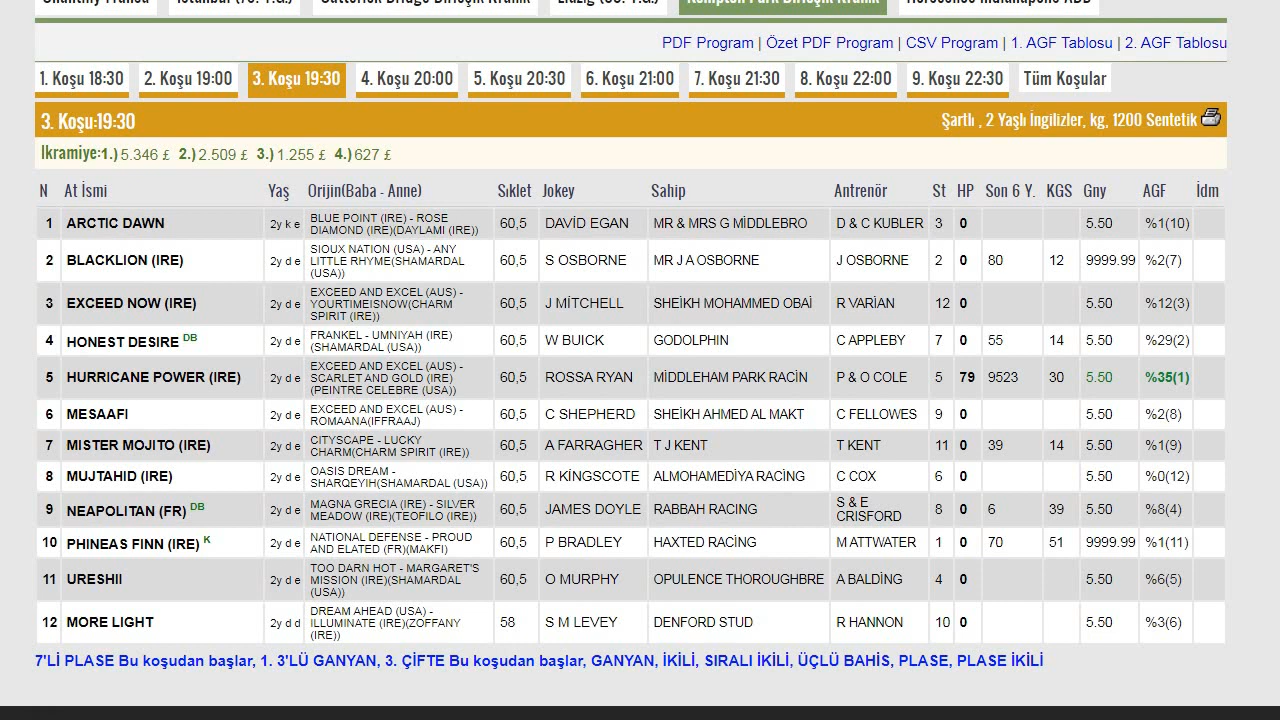 Chantilly Fransa İstanbul (75. Y.G.) Catterick Bridge Birleşik Krallık Elazığ (60. Y.G.) Kempton Park Birleşik Krallık Horsesence Indianapolis ABD
PDF Program | Özet PDF Program | CSV Program | 1. AGF Tablosu | 2. AGF Tablosu
1. Koşu 18:30 2. Koşu 19:00 3. Koşu 19:30 4. Koşu 20:00 5. Koşu 20:30 6. Koşu 21:00 7. Koşu 21:30 8. Koşu 22:00 9. Koşu 22:30 Tüm Koşular
3. Koşu:19:30 Şartlı , 2 Yaşlı İngilizler, kg, 1200 Sentetik
İkramiye:1.) 5.346 £ 2.) 2.509 £ 3.) 1.255 £ 4.) 627 £
N At İsmi Yaş Orijin(Baba - Anne) Sıklet Jokey Sahip Antrenör St HP Son 6 Y. KGS Gny AGF İdm
1 ARCTIC DAWN 2y k e BLUE POINT (IRE) - ROSE DIAMOND (IRE)(DAYLAMI (IRE)) 60,5 DAVİD EGAN MR & MRS G MİDDLEBRO D & C KUBLER 3 0 5.50 %1(10)
2 BLACKLION (IRE) 2y d e SIOUX NATION (USA) - ANY LITTLE RHYME(SHAMARDAL (USA)) 60,5 S OSBORNE MR J A OSBORNE J OSBORNE 2 0 80 12 9999.99 %2(7)
3 EXCEED NOW (IRE) 2y d e EXCEED AND EXCEL (AUS) - YOURTIMEISNOW(CHARM SPIRIT (IRE)) 60,5 J MİTCHELL SHEİKH MOHAMMED OBAİ R VARİAN 12 0 5.50 %12(3)
4 HONEST DESIRE DB 2y d e FRANKEL - UMNIYAH (IRE) (SHAMARDAL (USA)) 60,5 W BUICK GODOLPHIN C APPLEBY 7 0 55 14 5.50 %29(2)
5 HURRICANE POWER (IRE) 2y d e EXCEED AND EXCEL (AUS) - SCARLET AND GOLD (IRE) (PEINTRE CELEBRE (USA)) 60,5 ROSSA RYAN MİDDLEHAM PARK RACİN P & O COLE 5 79 9523 30 5.50 %35(1)
6 MESAAFI 2y d e EXCEED AND EXCEL (AUS) - ROMAANA(IFFRAAJ) 60,5 C SHEPHERD SHEİKH AHMED AL MAKT C FELLOWES 9 0 5.50 %2(8)
7 MISTER MOJITO (IRE) 2y d e CITYSCAPE - LUCKY CHARM(CHARM SPIRIT (IRE)) 60,5 A FARRAGHER T J KENT T KENT 11 0 39 14 5.50 %1(9)
8 MUJTAHID (IRE) 2y d e OASIS DREAM - SHARQEYIH(SHAMARDAL (USA)) 60,5 R KİNGSCOTE ALMOHAMEDİYA RACİNG C COX 6 0 5.50 %0(12)
9 NEAPOLITAN (FR) DB 2y d e MAGNA GRECIA (IRE) - SILVER MEADOW (IRE)(TEOFILO (IRE)) 60,5 JAMES DOYLE RABBAH RACING S & E CRISFORD 8 0 6 39 5.50 %8(4)
10 PHINEAS FINN (IRE) K 2y d e NATIONAL DEFENSE - PROUD AND ELATED (FR)(MAKFI) 60,5 P BRADLEY HAXTED RACİNG M ATTWATER 1 0 70 51 9999.99 %1(11)
11 URESHII 2y d e TOO DARN HOT - MARGARET'S MISSION (IRE)(SHAMARDAL (USA)) 60,5 O MURPHY OPULENCE THOROUGHBRE A BALDİNG 4 0 5.50 %6(5)
12 MORE LIGHT 2y d d DREAM AHEAD (USA) - ILLUMINATE (IRE)(ZOFFANY (IRE)) 58 S M LEVEY DENFORD STUD R HANNON 10 0 5.50 %3(6)
7'Lİ PLASE Bu koşudan başlar, 1. 3'LÜ GANYAN, 3. ÇİFTE Bu koşudan başlar, GANYAN, İKİLİ, SIRALI İKİLİ, ÜÇLÜ BAHİS, PLASE, PLASE İKİLİ